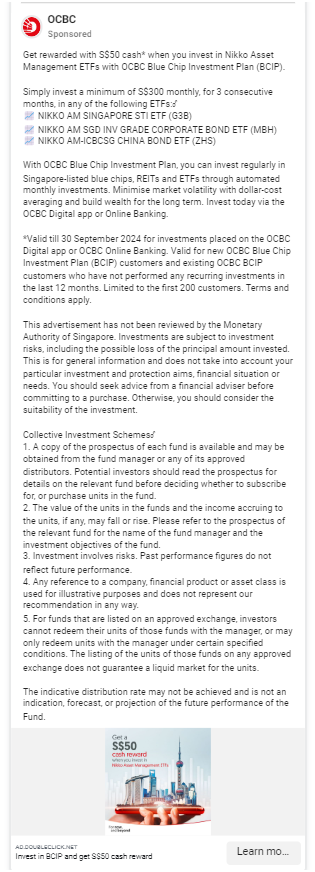 OCBC
Sponsored
Get rewarded with S$50 cash* when you invest in Nikko Asset
Management ETFs with OCBC Blue Chip Investment Plan (BCIP).
Simply invest a minimum of S$300 monthly, for 3 consecutive
months, in any of the following ETFs:
NIKKO AM SINGAPORE STI ETF (G3B)
NIKKO AM SGD INV GRADE CORPORATE BOND ETF (MBH)
NIKKO AM-ICBCSG CHINA BOND ETF (ZHS)
With OCBC Blue Chip Investment Plan, you can invest regularly in
Singapore-listed blue chips, REITs and ETFs through automated
monthly investments. Minimise market volatility with dollar-cost
averaging and build wealth for the long term. Invest today via the
OCBC Digital app or Online Banking.
*Valid till 30 September 2024 for investments placed on the OCBC
Digital app or OCBC Online Banking. Valid for new OCBC Blue Chip
Investment Plan (BCIP) customers and existing OCBC BCIP
customers who have not performed any recurring investments in
the last 12 months. Limited to the first 200 customers. Terms and
conditions apply.
This advertisement has not been reviewed by the Monetary
Authority of Singapore. Investments are subject to investment
risks, including the possible loss of the principal amount invested.
This is for general information and does not take into account your
particular investment and protection aims, financial situation or
needs. You should seek advice from a financial adviser before
committing to a purchase. Otherwise, you should consider the
suitability of the investment.
Collective Investment Schemes
1. A copy of the prospectus of each fund is available and may be
obtained from the fund manager or any of its approved
distributors. Potential investors should read the prospectus for
details on the relevant fund before deciding whether to subscribe
for, or purchase units in the fund.
2. The value of the units in the funds and the income accruing to
the units, if any, may fall or rise. Please refer to the prospectus of
the relevant fund for the name of the fund manager and the
investment objectives of the fund.
3. Investment involves risks. Past performance figures do not
reflect future performance.
4. Any reference to a company, financial product or asset class is
used for illustrative purposes and does not represent our
recommendation in any way.
5. For funds that are listed on an approved exchange, investors
cannot redeem their units of those funds with the manager, or may
only redeem units with the manager under certain specified
conditions. The listing of the units of those funds on any approved
exchange does not guarantee a liquid market for the units.
The indicative distribution rate may not be achieved and is not an
indication, forecast, or projection of the future performance of the
Fund.
Get a
S$50
cash reward
when you invest in
Nikko Asset Management ETFs
AD.DOUBLECLICK.NET
Invest in BCIP and get S$50 cash reward
Learn mo...